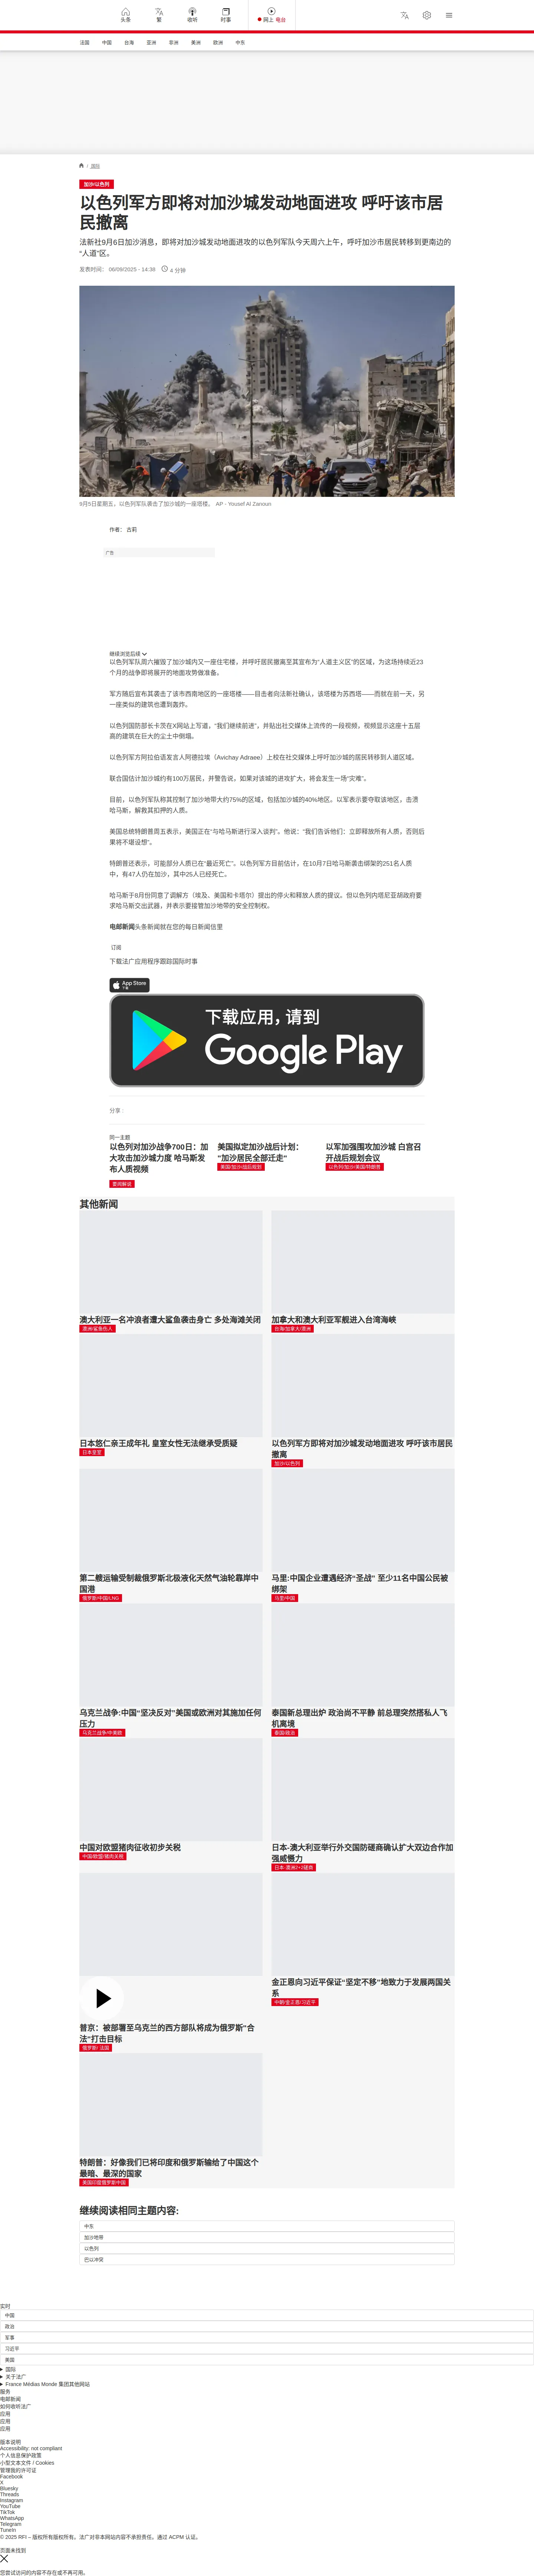 头条
繁
收听
时事
网上 电台
法国
中国
台海
亚洲
非洲
美洲
欧洲
中东
/ 国际
加沙/以色列
以色列军方即将对加沙城发动地面进攻 呼吁该市居
民撤离
法新社9月6日加沙消息，即将对加沙城发动地面进攻的以色列军队今天周六上午，呼吁加沙市居民转移到更南边的
“人道”区。
发表时间： 06/09/2025 - 14:36
4 分钟
9月5日星期五，以色列军队袭击了加沙城的一座塔楼。 AP - Yousef Al Zanoun
作者： 古莉
广告
继续浏览后续
以色列军队周六摧毁了加沙城内又一座住宅楼，并呼吁居民撤离至其宣布为“人道主义区”的区域，为这场持续近23
个月的战争即将展开的地面攻势做准备。
军方随后宣布其袭击了该市西南地区的一座塔楼——目击者向法新社确认，该塔楼为苏西塔——而就在前一天，另
一座类似的建筑也遭到轰炸。
以色列国防部长卡茨在X网站上写道，“我们继续前进”，并贴出社交媒体上流传的一段视频，视频显示这座十五层
高的建筑在巨大的尘土中倒塌。
以色列军方阿拉伯语发言人阿德拉埃（Avichay Adraee）上校在社交媒体上呼吁加沙城的居民转移到人道区域。
联合国估计加沙城约有100万居民，并警告说，如果对该城的进攻扩大，将会发生一场“灾难”。
目前，以色列军队称其控制了加沙地带大约75%的区域，包括加沙城的40%地区。以军表示要夺取该地区，击溃
哈马斯，解救其扣押的人质。
美国总统特朗普周五表示，美国正在“与哈马斯进行深入谈判”。他说：“我们告诉他们：立即释放所有人质，否则后
果将不堪设想”。
特朗普还表示，可能部分人质已在“最近死亡”。以色列军方目前估计，在10月7日哈马斯袭击绑架的251名人质
中，有47人仍在加沙，其中25人已经死亡。
哈马斯于8月份同意了调解方（埃及、美国和卡塔尔）提出的停火和释放人质的提议。但以色列内塔尼亚胡政府要
求哈马斯交出武器，并表示要接管加沙地带的安全控制权。
电邮新闻头条新闻就在您的每日新闻信里
订阅
下载法广应用程序跟踪国际时事
App Store
下载
下载应用，请到
Google Play
分享 :
同一主题
以色列对加沙战争700日：加
大攻击加沙城力度 哈马斯发
布人质视频
要闻解说
美国拟定加沙战后计划：
“加沙居民全部迁走”
美国/加沙/战后规划
以军加强围攻加沙城 白宫召
开战后规划会议
以色列/加沙/美国/特朗普
其他新闻
澳大利亚一名冲浪者遭大鲨鱼袭击身亡 多处海滩关闭
澳洲/鲨鱼伤人
加拿大和澳大利亚军舰进入台湾海峡
台海/加拿大/澳洲
日本悠仁亲王成年礼 皇室女性无法继承受质疑
日本皇室
以色列军方即将对加沙城发动地面进攻 呼吁该市居民
撤离
加沙/以色列
第二艘运输受制裁俄罗斯北极液化天然气油轮靠岸中
国港
俄罗斯/中国/LNG
马里:中国企业遭遇经济“圣战” 至少11名中国公民被
绑架
马里/中国
乌克兰战争:中国“坚决反对”美国或欧洲对其施加任何
压力
乌克兰战争/中美欧
泰国新总理出炉 政治尚不平静 前总理突然搭私人飞
机离境
泰国/政治
中国对欧盟猪肉征收初步关税
中国/欧盟/猪肉关税
日本-澳大利亚举行外交国防磋商确认扩大双边合作加
强威慑力
日本-澳洲2+2磋商
普京：被部署至乌克兰的西方部队将成为俄罗斯“合
法”打击目标
俄罗斯/ 法国
金正恩向习近平保证“坚定不移”地致力于发展两国关
系
中朝/金正恩/习近平
特朗普：好像我们已将印度和俄罗斯输给了中国这个
最暗、最深的国家
美国印度俄罗斯中国
继续阅读相同主题内容:
中东
加沙地带
以色列
巴以冲突
实时
中国
政治
军事
习近平
美国
国际
关于法广
France Médias Monde 集团其他网站
服务
电邮新闻
如何收听法广
应用
应用
应用
版本说明
Accessibility: not compliant
个人信息保护政策
小型文本文件 / Cookies
管理我的许可证
Facebook
X
Bluesky
Threads
Instagram
YouTube
TikTok
WhatsApp
Telegram
TuneIn
© 2025 RFI – 版权所有版权所有。法广对非本网站内容不承担责任。通过 ACPM 认证。
页面未找到
您尝试访问的内容不存在或不再可用。